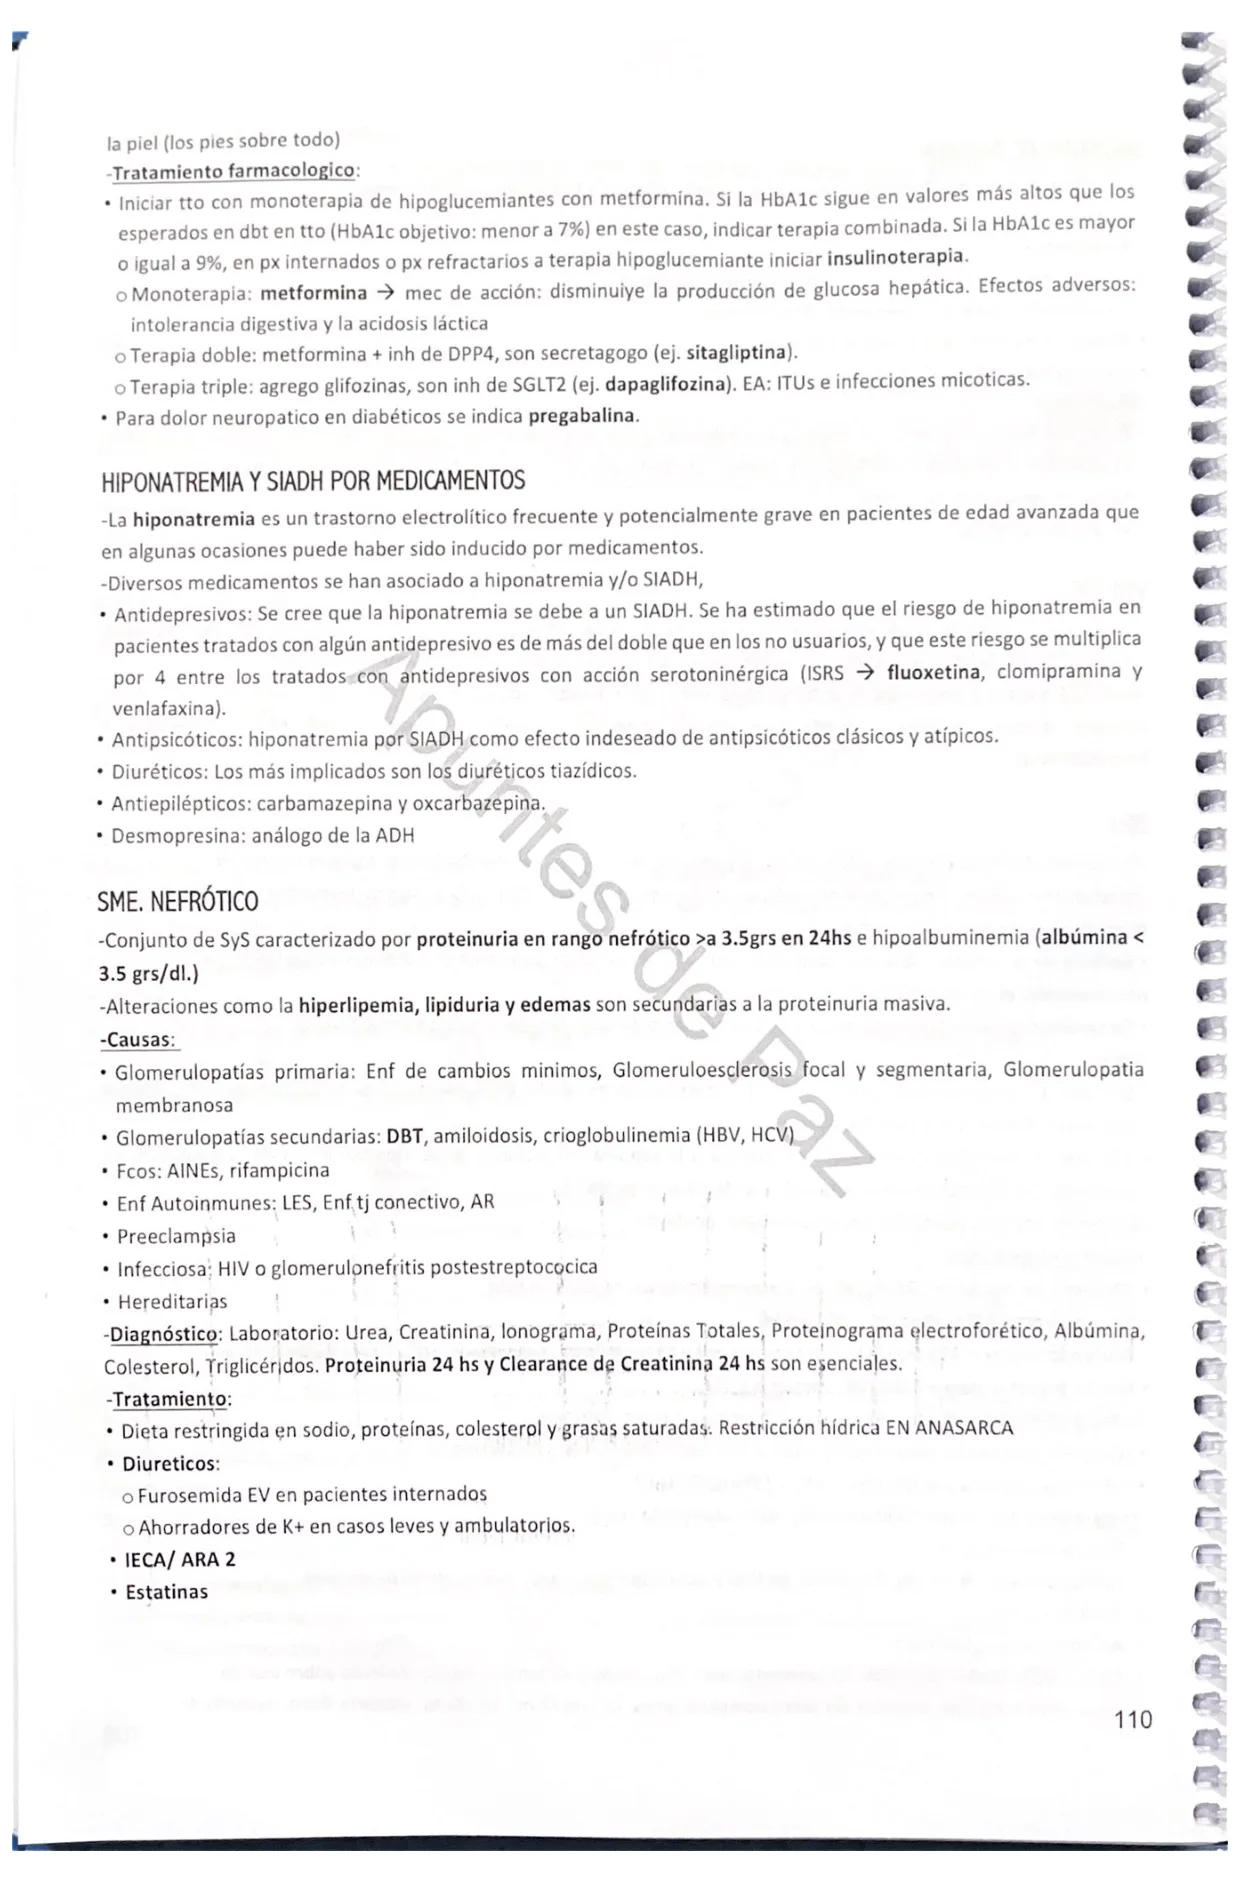 la piel (los pies sobre todo)
-Tratamiento farmacologico:
• Iniciar tto con monoterapia de hipoglucemiantes con metformina. Si la HbA1c sigue en valores más altos que los
esperados en dbt en tto (HbA1c objetivo: menor a 7%) en este caso, indicar terapia combinada. Si la HbA1c es mayor
o igual a 9%, en px internados o px refractarios a terapia hipoglucemiante iniciar insulinoterapia.
o Monoterapia: metformina → mec de acción: disminuiye la producción de glucosa hepática. Efectos adversos:
intolerancia digestiva y la acidosis láctica
o Terapia doble: metformina + inh de DPP4, son secretagogo (ej. sitagliptina).
o Terapia triple: agrego glifozinas, son inh de SGLT2 (ej. dapaglifozina). EA: ITUs e infecciones micoticas.
• Para dolor neuropatico en diabéticos se indica pregabalina.
HIPONATREMIA Y SIADH POR MEDICAMENTOS
-La hiponatremia es un trastorno electrolítico frecuente y potencialmente grave en pacientes de edad avanzada que
en algunas ocasiones puede haber sido inducido por medicamentos.
-Diversos medicamentos se han asociado a hiponatremia y/o SIADH,
• Antidepresivos: Se cree que la hiponatremia se debe a un SIADH. Se ha estimado que el riesgo de hiponatremia en
pacientes tratados con algún antidepresivo es de más del doble que en los no usuarios, y que este riesgo se multiplica
por 4 entre los tratados con antidepresivos con acción serotoninérgica (ISRS → fluoxetina, clomipramina y
venlafaxina).
• Antipsicóticos: hiponatremia por SIADH como efecto indeseado de antipsicóticos clásicos y atípicos.
• Diuréticos: Los más implicados son los diuréticos tiazídicos.
• Antiepilépticos: carbamazepina y oxcarbazepina.
• Desmopresina: análogo de la ADH
Apuntes de Paz
SME. NEFRÓTICO
-Conjunto de SyS caracterizado por proteinuria en rango nefrótico >a 3.5grs en 24hs e hipoalbuminemia (albúmina <
3.5 grs/dl.)
-Alteraciones como la hiperlipemia, lipiduria y edemas son secundarias a la proteinuria masiva.
-Causas:
• Glomerulopatías primaria: Enf de cambios minimos, Glomeruloesclerosis focal y segmentaria, Glomerulopatia
membranosa
• Glomerulopatías secundarias: DBT, amiloidosis, crioglobulinemia (HBV, HCV)
• Fcos: AINEs, rifampicina
• Enf Autoinmunes: LES, Enf tj conectivo, AR
• Preeclampsia
• Infecciosa: HIV o glomerulonefritis postestreptococica
• Hereditarias
-Diagnóstico: Laboratorio: Urea, Creatinina, Ionograma, Proteínas Totales, Proteinograma electroforético, Albúmina,
Colesterol, Triglicéridos. Proteinuria 24 hs y Clearance de Creatinina 24 hs son esenciales.
-Tratamiento:
• Dieta restringida en sodio, proteínas, colesterol y grasas saturadas. Restricción hídrica EN ANASARCA
• Diureticos:
o Furosemida EV en pacientes internados
o Ahorradores de K+ en casos leves y ambulatorios.
• IECA/ ARA 2
• Estatinas
110